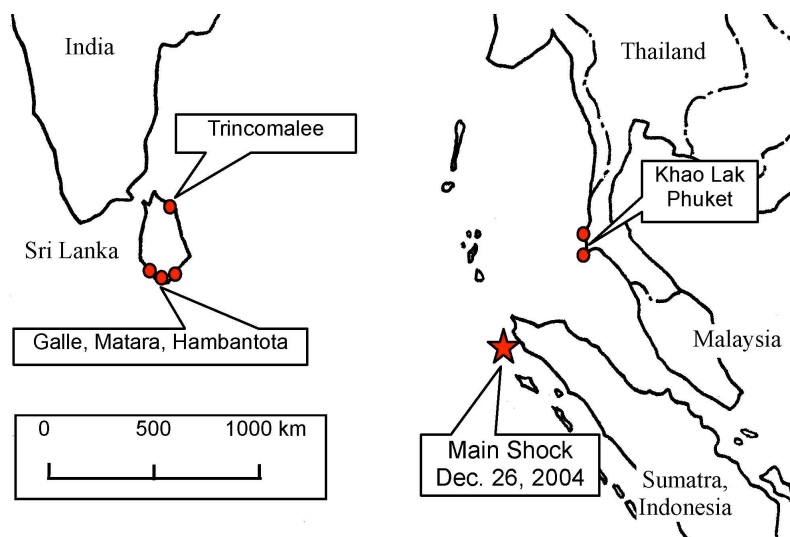 India
Thailand
Trincomalee
Khao Lak
Phuket
Sri Lanka
Galle, Matara, Hambantota
Malaysia
0 500 1000 km
Main Shock
Dec. 26, 2004
Sumatra,
Indonesia